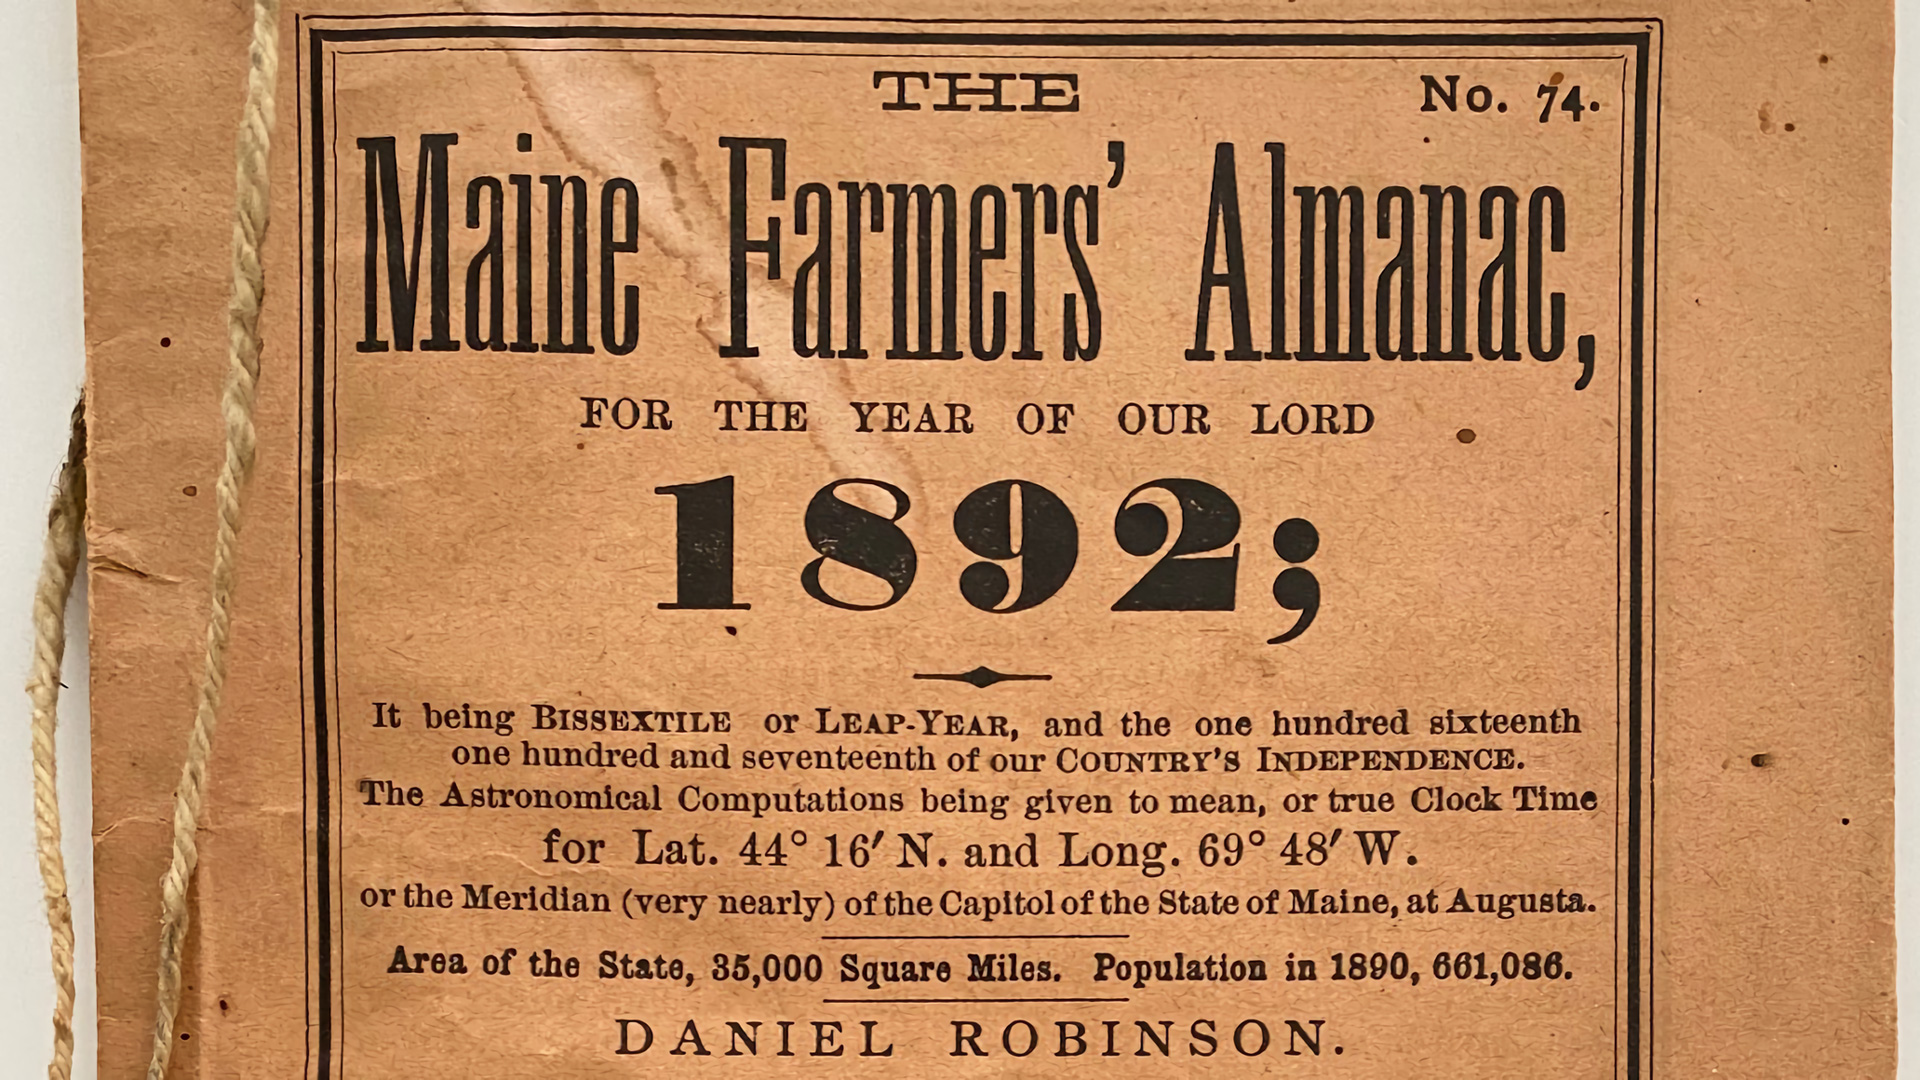 THE No. 74.
Maine Farmers' Almanac,
FOR THE YEAR OF OUR LORD
1892;
It being BISSEXTILE or LEAP-YEAR, and the one hundred sixteenth
one hundred and seventeenth of our COUNTRY'S INDEPENDENCE.
The Astronomical Computations being given to mean, or true Clock Time
for Lat. 44° 16′ N. and Long. 69° 48′ W.
or the Meridian (very nearly) of the Capitol of the State of Maine, at Augusta.
Area of the State, 35,000 Square Miles. Population in 1890, 661,086.
DANIEL ROBINSON.